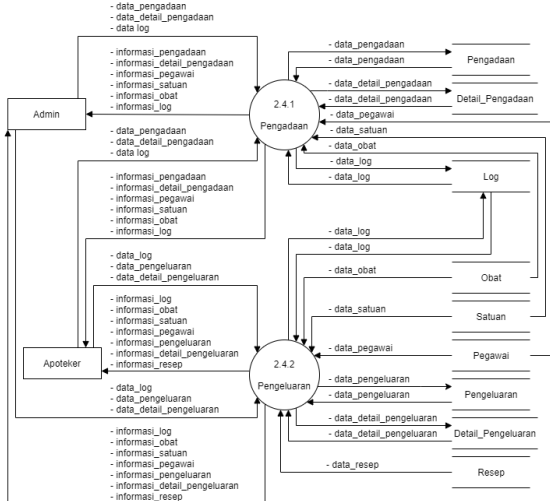 - data_pengadaan
- data_detail_pengadaan
- data log
- informasi_pengadaan
- informasi_detail_pengadaan
- informasi_pegawai
- informasi_satuan
- informasi_obat
- informasi_log
Admin
- data_pengadaan
- data_detail_pengadaan
- data log
- informasi_pengadaan
- informasi_detail_pengadaan
- informasi_pegawai
- informasi_satuan
- informasi_obat
- informasi_log
2.4.1
Pengadaan
- data_pengadaan
- data_pengadaan
Pengadaan
- data_detail_pengadaan
- data_detail_pengadaan
Detail_Pengadaan
- data_pegawai
- data_satuan
- data_obat
- data_log
- data_log
Log
- data_log
- data_log
- data_obat
Obat
- data_satuan
Satuan
- data_pegawai
Pegawai
- data_log
- data_pengeluaran
- data_detail_pengeluaran
- informasi_log
- informasi_obat
- informasi_satuan
- informasi_pegawai
- informasi_pengeluaran
- informasi_detail_pengeluaran
- informasi_resep
Apoteker
2.4.2
Pengeluaran
- data_pengeluaran
- data_pengeluaran
Pengeluaran
- data_log
- data_pengeluaran
- data_detail_pengeluaran
- data_detail_pengeluaran
- data_detail_pengeluaran
Detail_Pengeluaran
- informasi_log
- informasi_obat
- informasi_satuan
- informasi_pegawai
- informasi_pengeluaran
- informasi_detail_pengeluaran
- informasi_resep
- data_resep
Resep